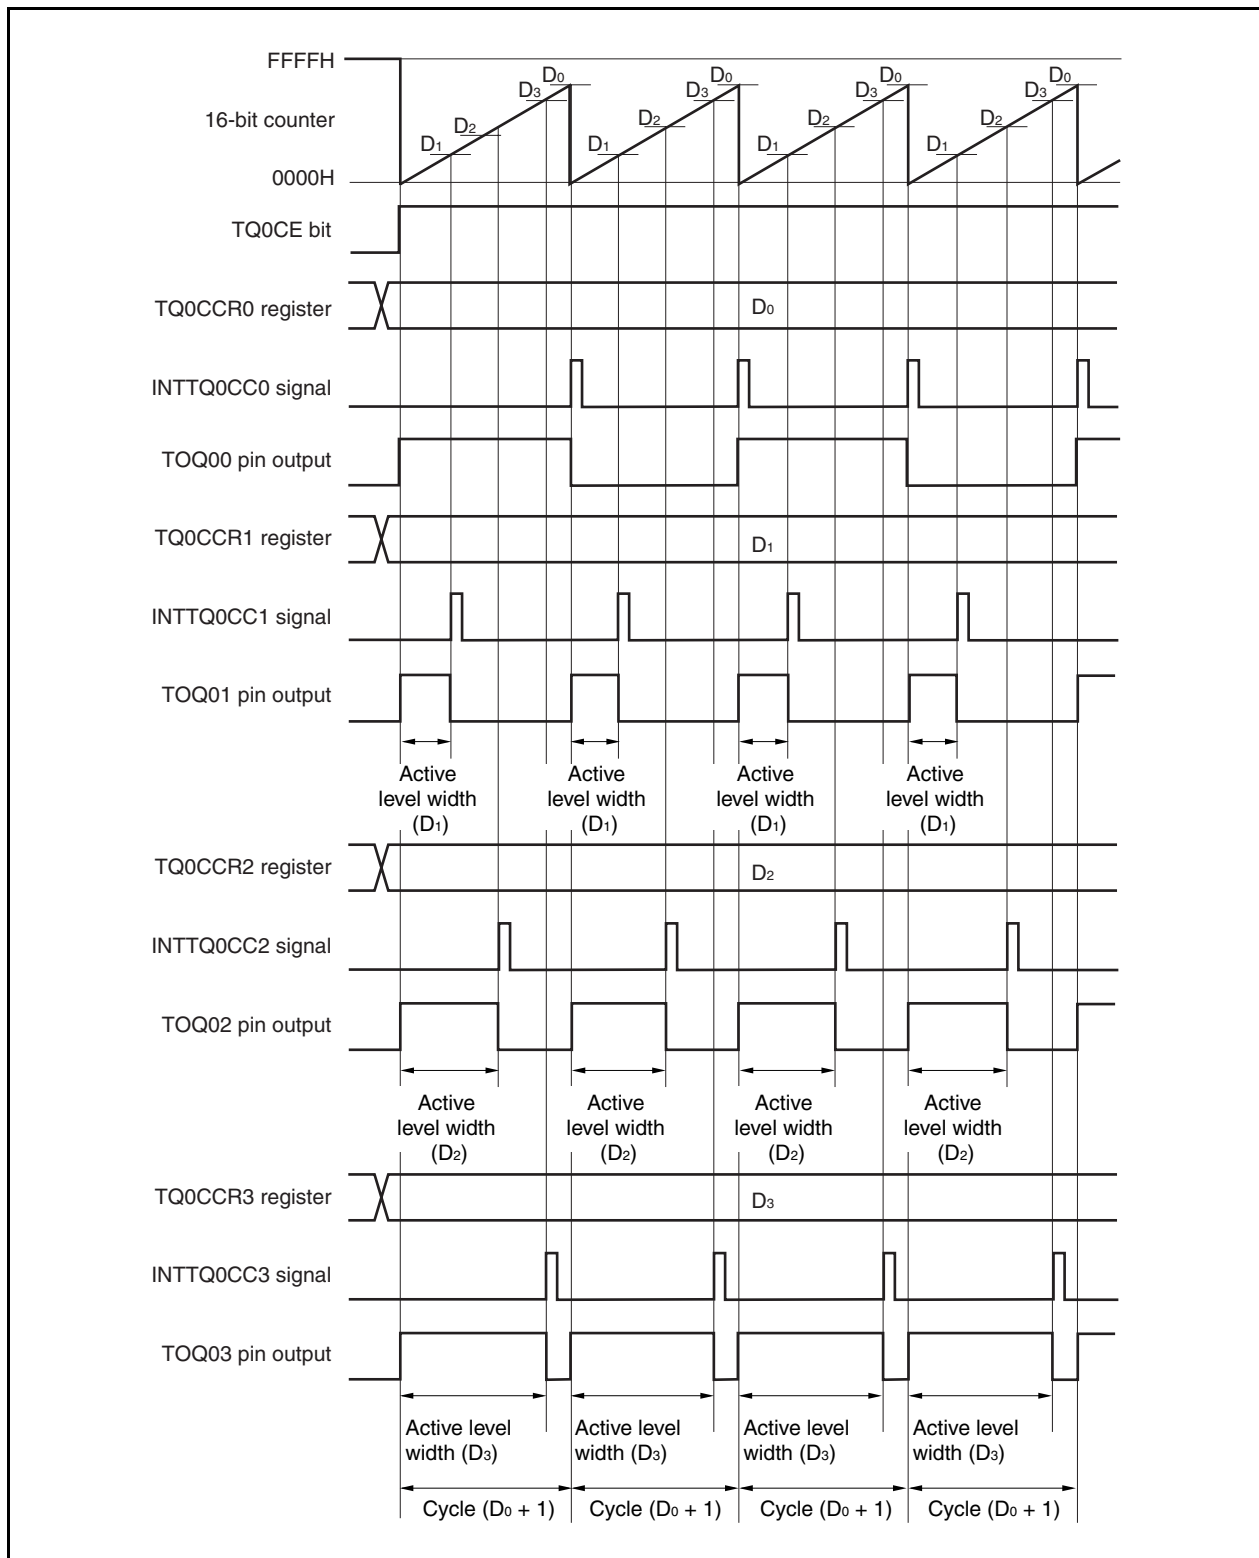 FFFFH
D0 D0 D0 D0
D3 D3 D3 D3
16-bit counter
D2 D2 D2 D2
D1 D1 D1 D1
0000H
TQ0CE bit
TQ0CCR0 register
D0
INTTQ0CC0 signal
TOQ00 pin output
TQ0CCR1 register
D1
INTTQ0CC1 signal
TOQ01 pin output
Active Active Active Active
level width level width level width level width
(D1) (D1) (D1) (D1)
TQ0CCR2 register
D2
INTTQ0CC2 signal
TOQ02 pin output
Active Active Active Active
level width level width level width level width
(D2) (D2) (D2) (D2)
TQ0CCR3 register
D3
INTTQ0CC3 signal
TOQ03 pin output
Active level Active level Active level Active level
width (D3) width (D3) width (D3) width (D3)
Cycle (D0 + 1) Cycle (D0 + 1) Cycle (D0 + 1) Cycle (D0 + 1)